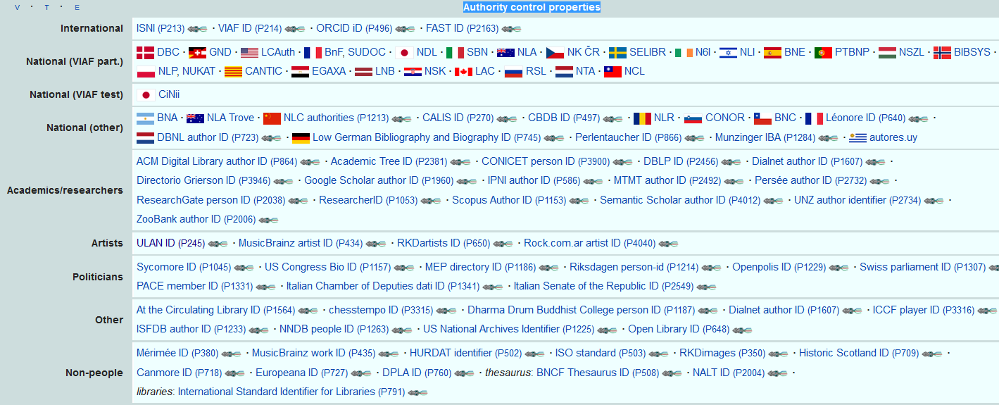 V · T · E Authority control properties
International ISNI (P213) · VIAF ID (P214) · ORCID iD (P496) · FAST ID (P2163)
National (VIAF part.) DBC · GND · LCAuth · BnF, SUDOC · NDL · SBN · NLA · NK ČR · SELIBR · N6I · NLI · BNE · PTBNP · NSZL · BIBSYS ·
NLP, NUKAT · CANTIC · EGAXA · LNB · NSK · LAC · RSL · NTA · NCL
National (VIAF test) CiNii
National (other) BNA · NLA Trove · NLC authorities (P1213) · CALIS ID (P270) · CBDB ID (P497) · NLR · CONOR · BNC · Léonore ID (P640) ·
DBNL author ID (P723) · Low German Bibliography and Biography ID (P745) · Perlentaucher ID (P866) · Munzinger IBA (P1284) · autores.uy
Academics/researchers ACM Digital Library author ID (P864) · Academic Tree ID (P2381) · CONICET person ID (P3900) · DBLP ID (P2456) · Dialnet author ID (P1607) ·
Directorio Grierson ID (P3946) · Google Scholar author ID (P1960) · IPNI author ID (P586) · MTMT author ID (P2492) · Persée author ID (P2732) ·
ResearchGate person ID (P2038) · ResearcherID (P1053) · Scopus Author ID (P1153) · Semantic Scholar author ID (P4012) · UNZ author identifier (P2734) ·
ZooBank author ID (P2006)
Artists ULAN ID (P245) · MusicBrainz artist ID (P434) · RKDartists ID (P650) · Rock.com.ar artist ID (P4040)
Politicians Sycomore ID (P1045) · US Congress Bio ID (P1157) · MEP directory ID (P1186) · Riksdagen person-id (P1214) · Openpolis ID (P1229) · Swiss parliament ID (P1307)
PACE member ID (P1331) · Italian Chamber of Deputies dati ID (P1341) · Italian Senate of the Republic ID (P2549)
Other At the Circulating Library ID (P1564) · chesstempo ID (P3315) · Dharma Drum Buddhist College person ID (P1187) · Dialnet author ID (P1607) · ICCF player ID (P3316)
ISFDB author ID (P1233) · NNDB people ID (P1263) · US National Archives Identifier (P1225) · Open Library ID (P648)
Non-people Mérimée ID (P380) · MusicBrainz work ID (P435) · HURDAT identifier (P502) · ISO standard (P503) · RKDimages (P350) · Historic Scotland ID (P709) ·
Canmore ID (P718) · Europeana ID (P727) · DPLA ID (P760) · thesaurus: BNCF Thesaurus ID (P508) · NALT ID (P2004) ·
libraries: International Standard Identifier for Libraries (P791)